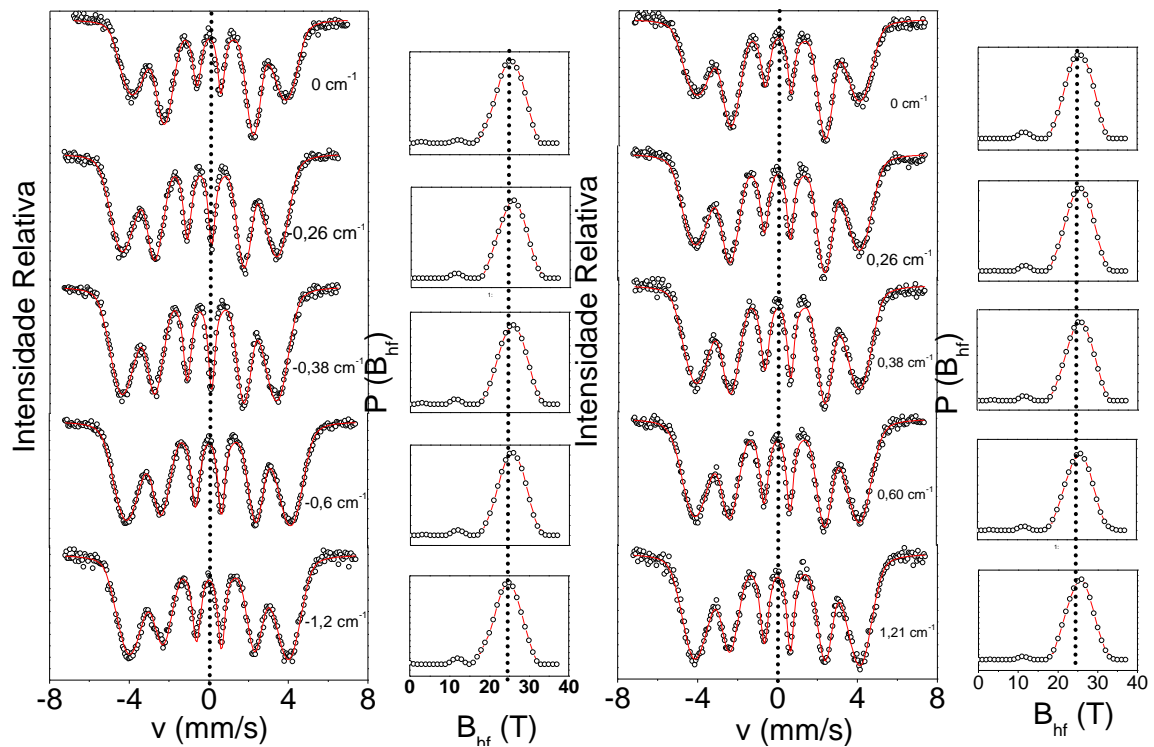 Intensidade Relativa
0 cm⁻¹
-0,26 cm⁻¹
-0,38 cm⁻¹
-0,6 cm⁻¹
-1,2 cm⁻¹
-8 -4 0 4 8
v (mm/s)
P (B_hf)
1:
0 10 20 30 40
B_hf (T)
Intensidade Relativa
0 cm⁻¹
0,26 cm⁻¹
0,38 cm⁻¹
0,60 cm⁻¹
1,21 cm⁻¹
-8 -4 0 4 8
v (mm/s)
P (B_hf)
1:
0 10 20 30 40
B_hf (T)